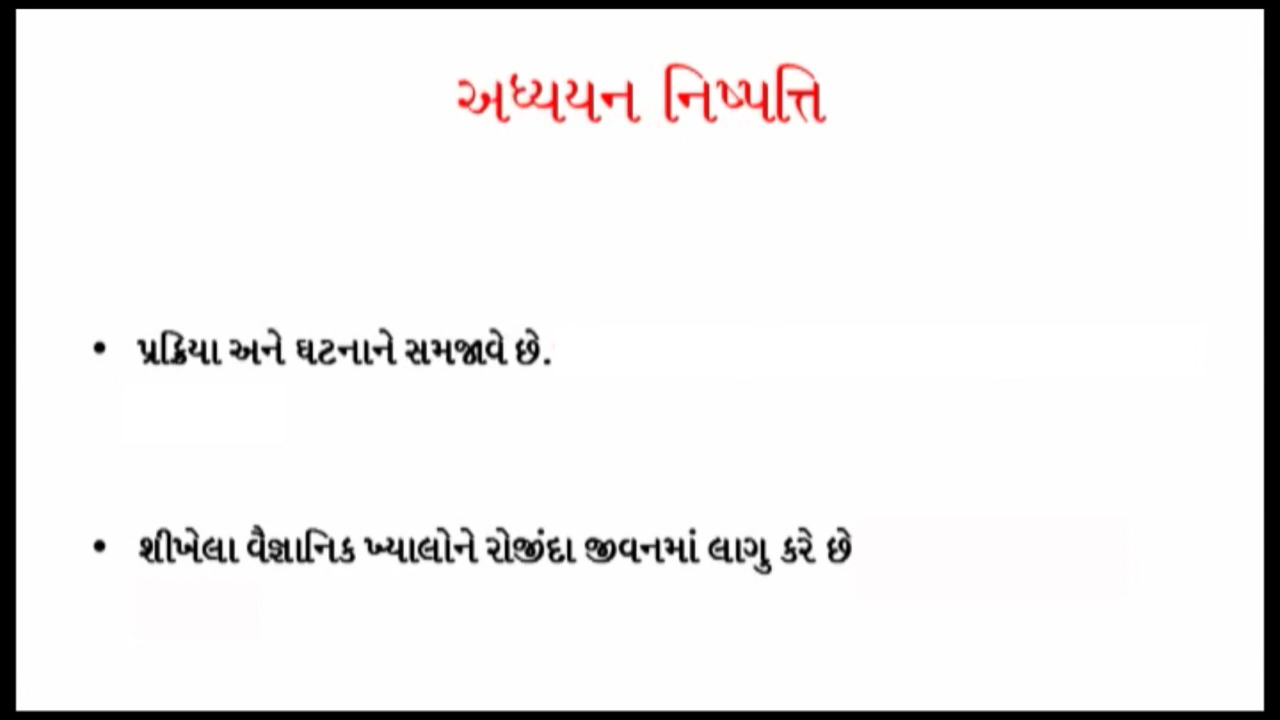 અધ્યયન નિષ્પત્તિ
• પ્રક્રિયા અને ઘટનાને સમજાવે છે.
• શીખેલા વૈજ્ઞાનિક ખ્યાલોને રોજીંદા જીવનમાં લાગુ કરે છે